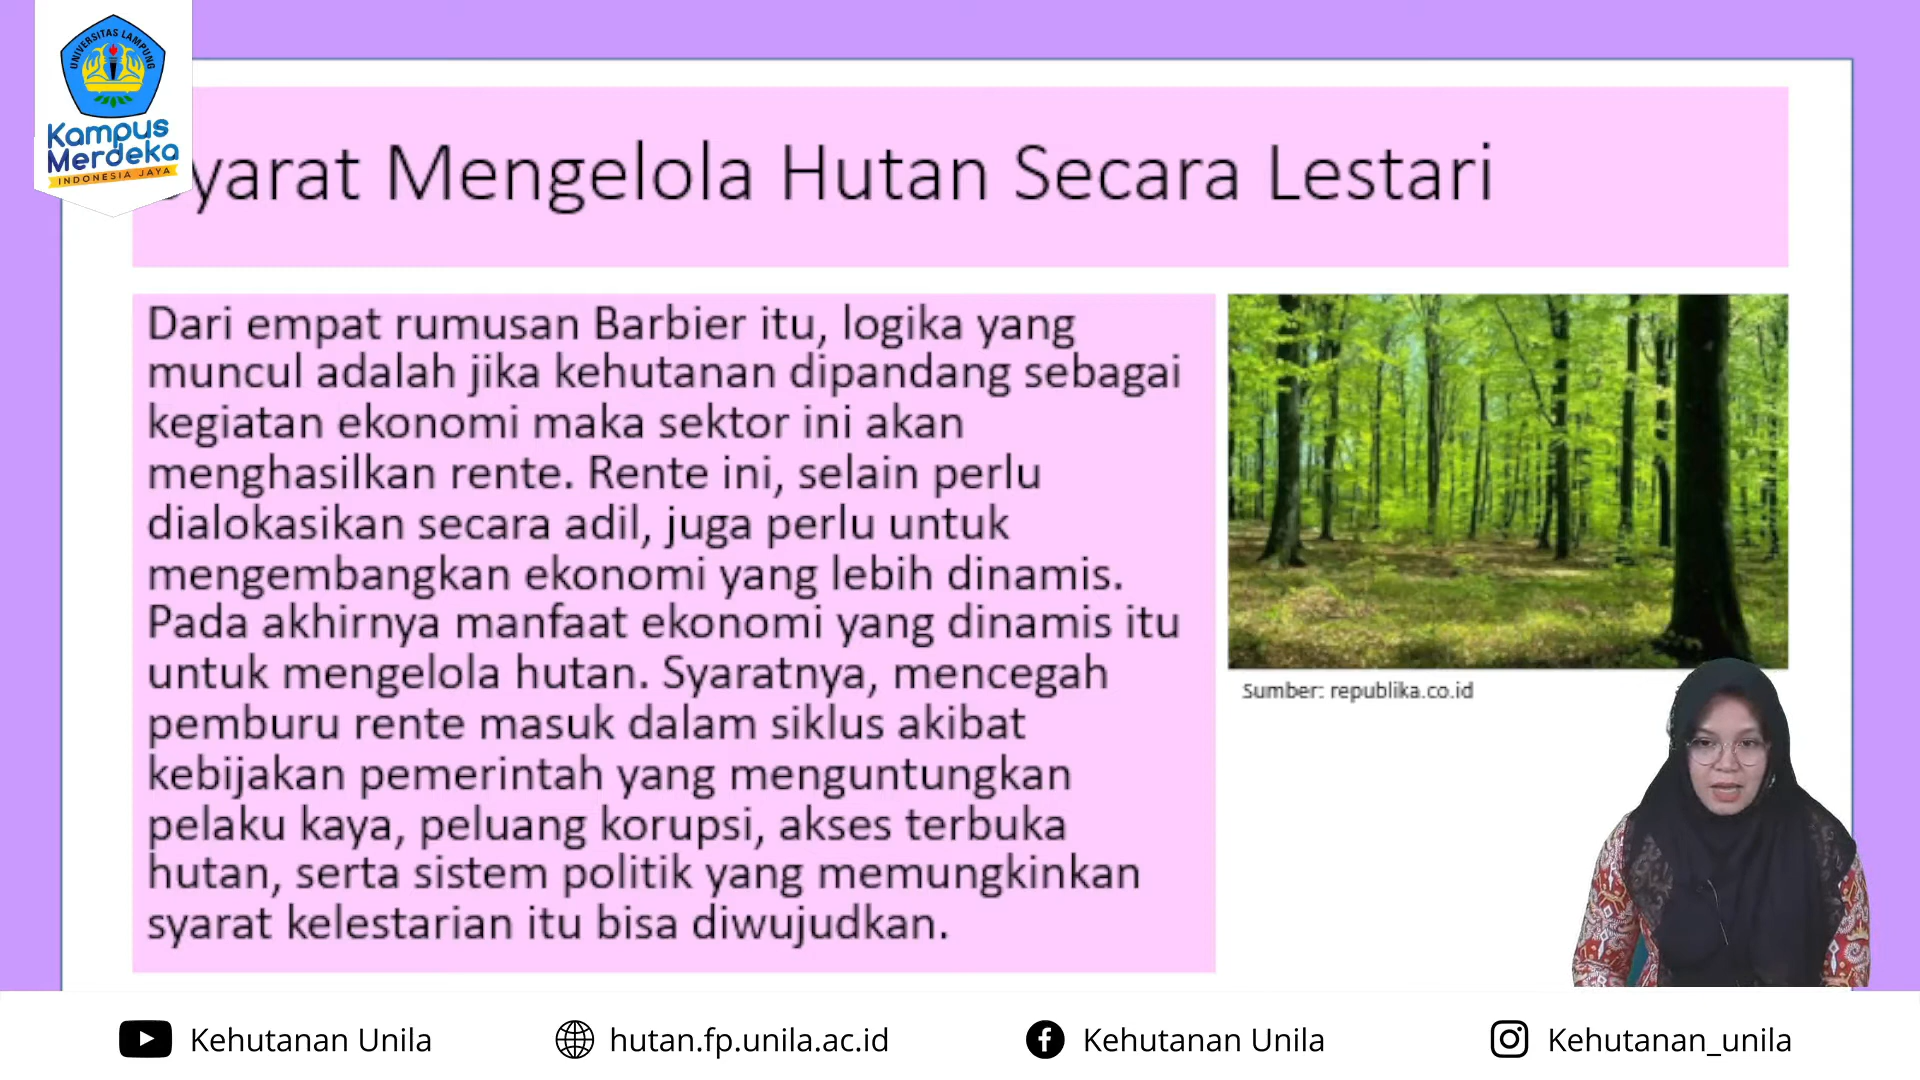 UNIVERSITAS LAMPUNG
Kampus
Merdeka
INDONESIA JAYA
yarat Mengelola Hutan Secara Lestari
Dari empat rumusan Barbier itu, logika yang
muncul adalah jika kehutanan dipandang sebagai
kegiatan ekonomi maka sektor ini akan
menghasilkan rente. Rente ini, selain perlu
dialokasikan secara adil, juga perlu untuk
mengembangkan ekonomi yang lebih dinamis.
Pada akhirnya manfaat ekonomi yang dinamis itu
untuk mengelola hutan. Syaratnya, mencegah
pemburu rente masuk dalam siklus akibat
kebijakan pemerintah yang menguntungkan
pelaku kaya, peluang korupsi, akses terbuka
hutan, serta sistem politik yang memungkinkan
syarat kelestarian itu bisa diwujudkan.
Sumber: republika.co.id
Kehutanan Unila
hutan.fp.unila.ac.id
Kehutanan Unila
Kehutanan_unila